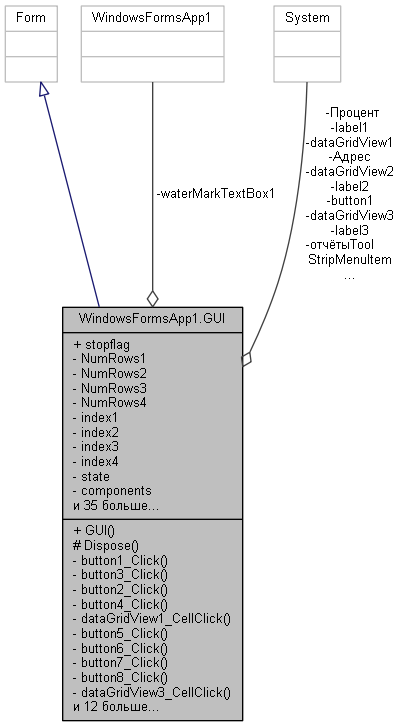 Form
WindowsFormsApp1
System
-Процент
-label1
-dataGridView1
-Адрес
-dataGridView2
-label2
-button1
-dataGridView3
-label3
-отчётыTool
StripMenuItem
...
-waterMarkTextBox1
WindowsFormsApp1.GUI
+ stopflag
- NumRows1
- NumRows2
- NumRows3
- NumRows4
- index1
- index2
- index3
- index4
- state
- components
и 35 больше...
+ GUI()
# Dispose()
- button1_Click()
- button3_Click()
- button2_Click()
- button4_Click()
- dataGridView1_CellClick()
- button5_Click()
- button6_Click()
- button7_Click()
- button8_Click()
- dataGridView3_CellClick()
и 12 больше...